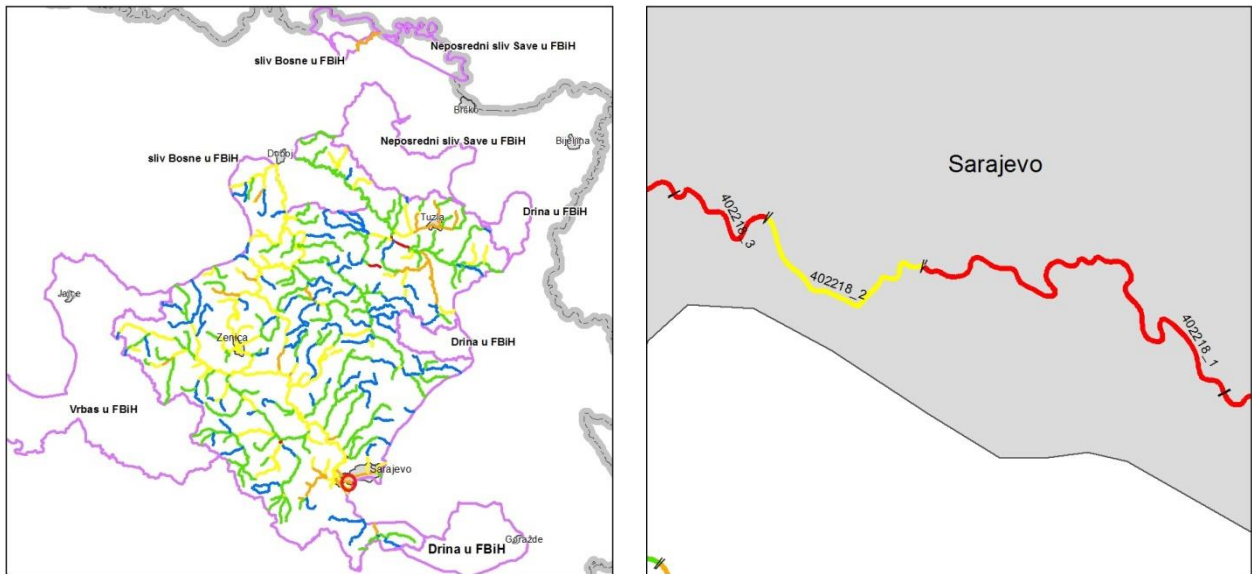 Neposredni sliv Save u FBiH
sliv Bosne u FBiH
Brčko
Bijeljina
Neposredni sliv Save u FBiH
Doboj
sliv Bosne u FBiH
Tuzla
Drina u FBiH
Jajce
Zenica
Drina u FBiH
Vrbas u FBiH
Sarajevo
Goražde
Drina u FBiH
Sarajevo
402218_3
402218_2
402218_1